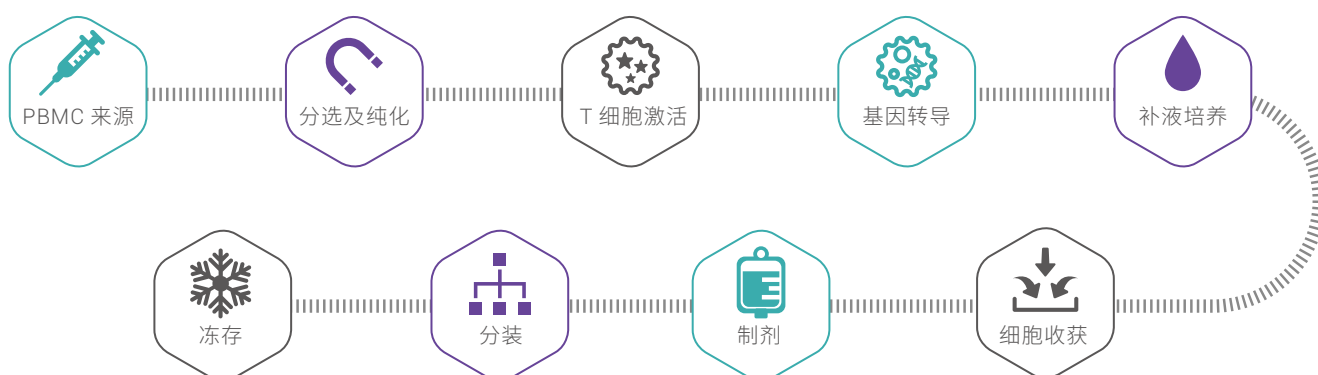 PBMC 来源
分选及纯化
T 细胞激活
基因转导
补液培养
细胞收获
制剂
分装
冻存